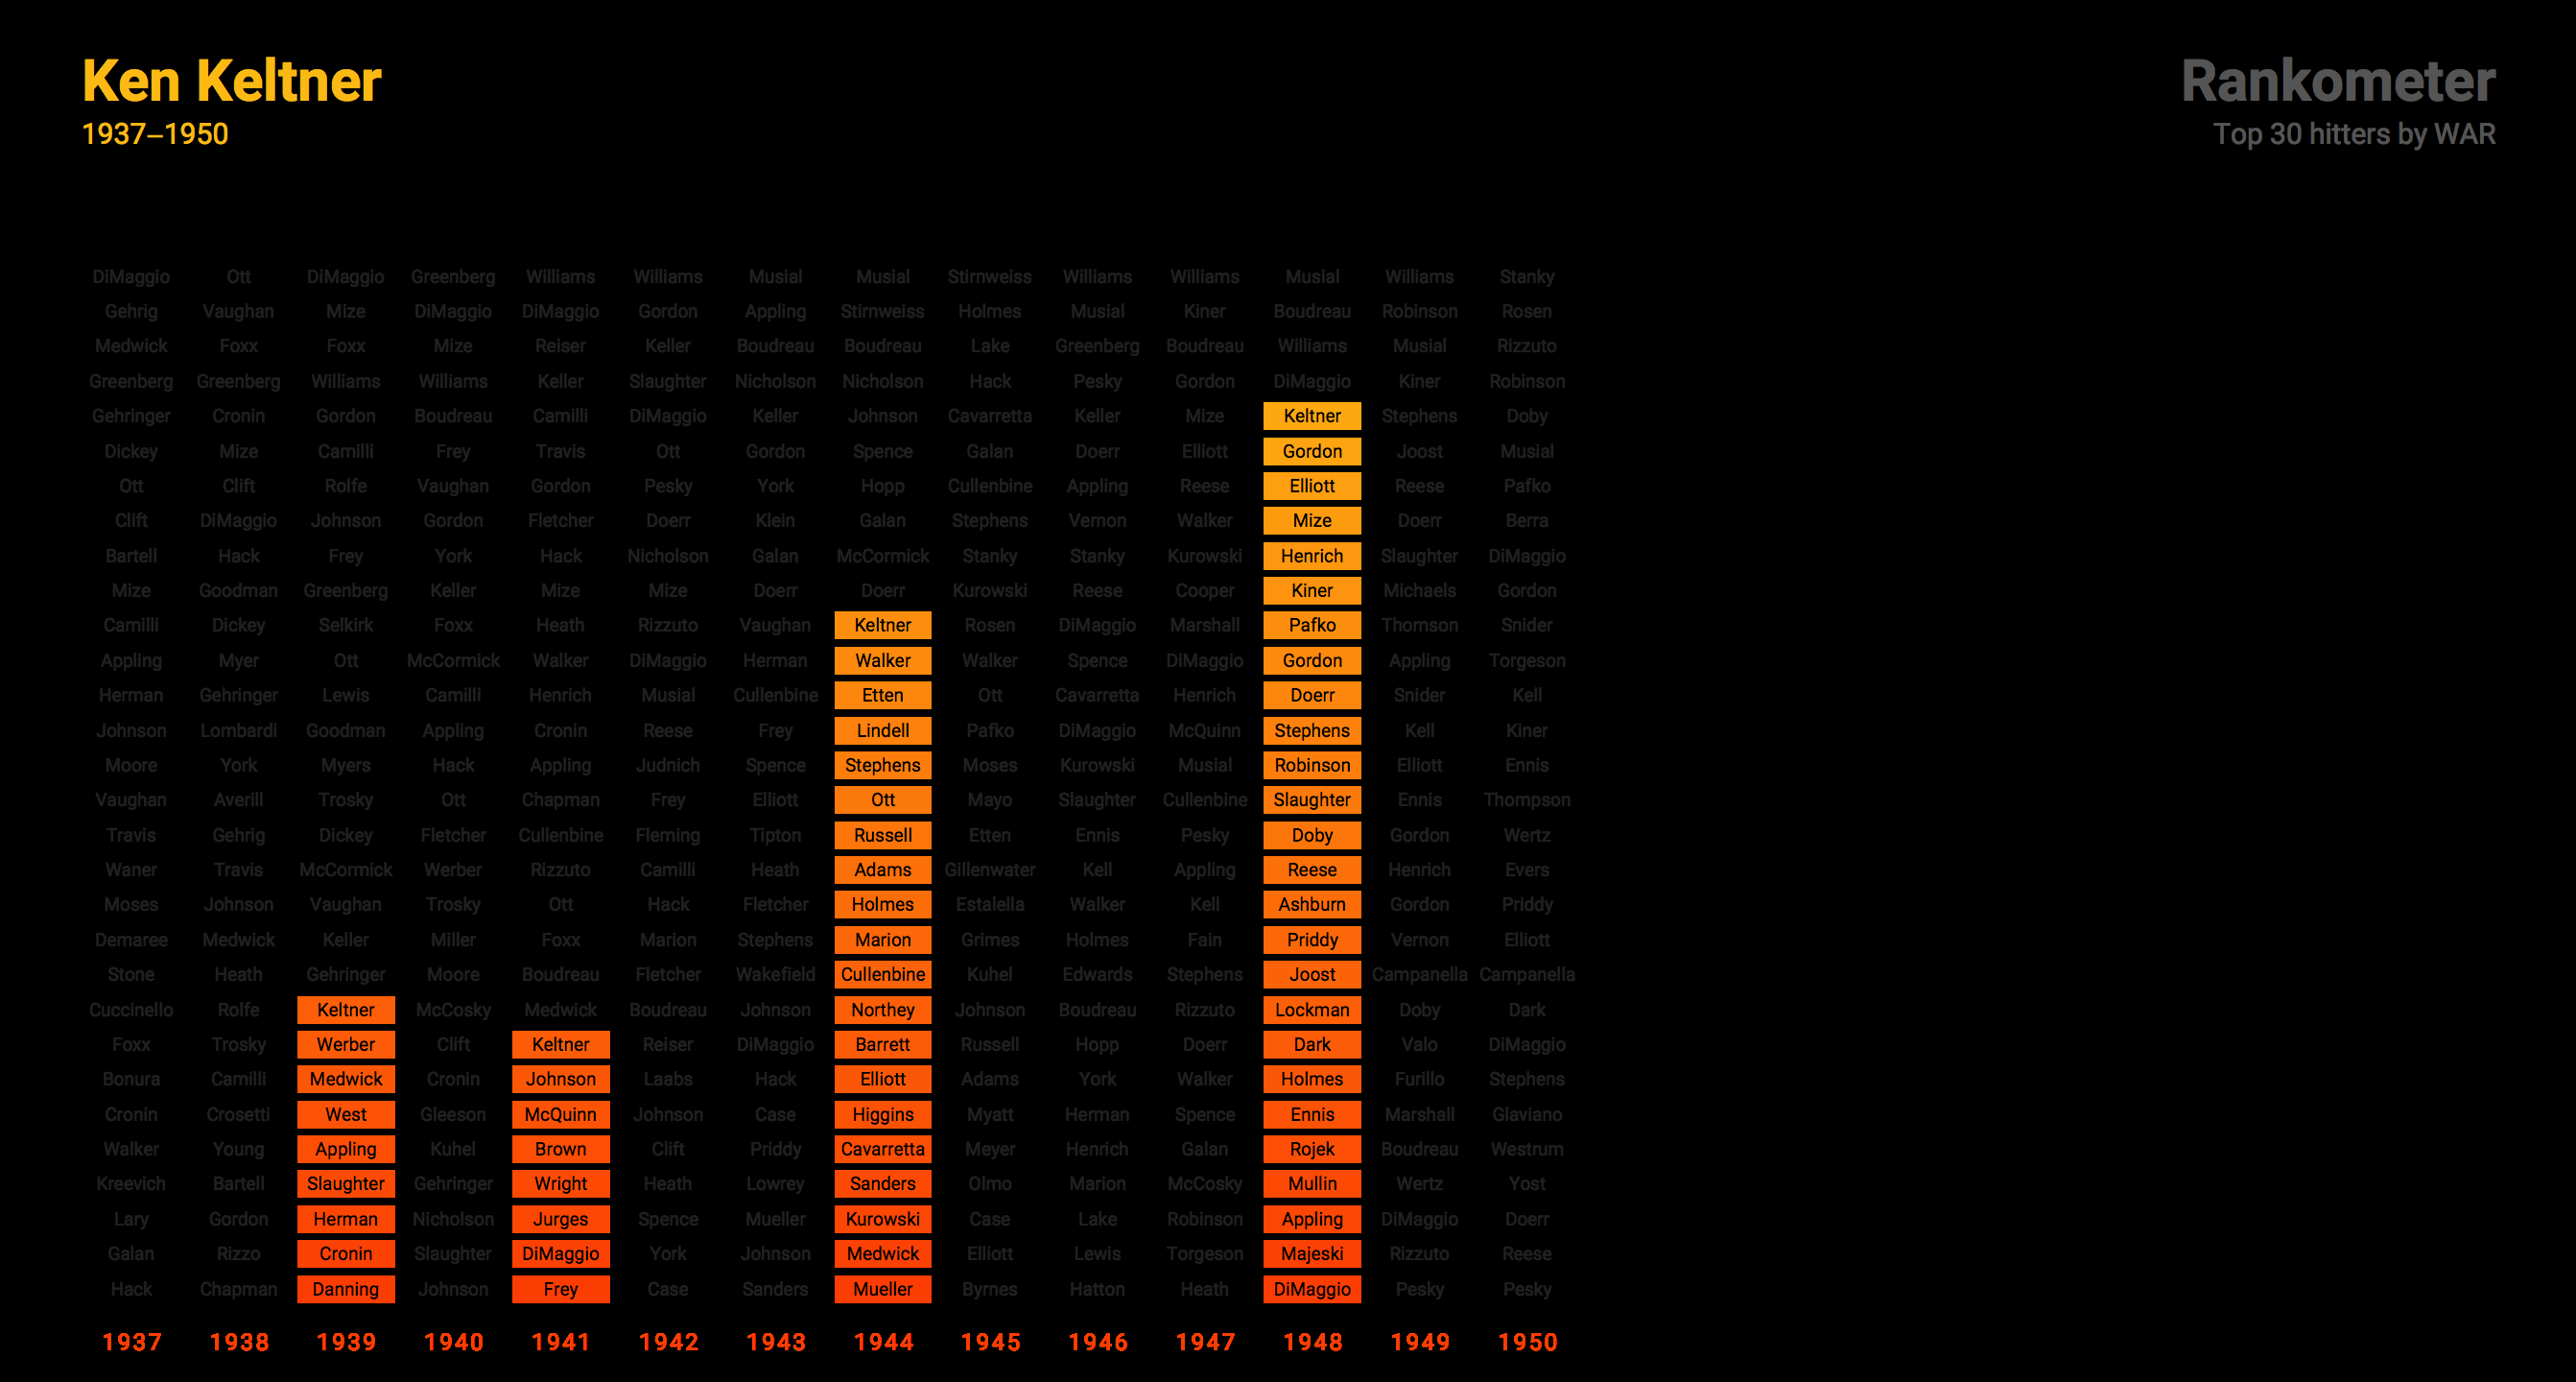 Ken Keltner
1937–1950
Rankometer
Top 30 hitters by WAR
DiMaggio Ott DiMaggio Greenberg Williams Williams Musial Musial Stirnweiss Williams Williams Musial Williams Stanky
Gehrig Vaughan Mize DiMaggio DiMaggio Gordon Appling Stirnweiss Holmes Musial Kiner Boudreau Robinson Rosen
Medwick Foxx Foxx Mize Reiser Keller Boudreau Boudreau Lake Greenberg Boudreau Williams Musial Rizzuto
Greenberg Greenberg Williams Williams Keller Slaughter Nicholson Nicholson Hack Pesky Gordon DiMaggio Kiner Robinson
Gehringer Cronin Gordon Boudreau Camilli DiMaggio Keller Johnson Cavarretta Keller Mize Keltner Stephens Doby
Dickey Mize Camilli Frey Travis Ott Gordon Spence Galan Doerr Elliott Gordon Joost Musial
Ott Clift Rolfe Vaughan Gordon Pesky York Hopp Cullenbine Appling Reese Elliott Reese Pafko
Clift DiMaggio Johnson Gordon Fletcher Doerr Klein Galan Stephens Vernon Walker Mize Doerr Berra
Bartell Hack Frey York Hack Nicholson Galan McCormick Stanky Stanky Kurowski Henrich Slaughter DiMaggio
Mize Goodman Greenberg Keller Mize Mize Doerr Doerr Kurowski Reese Cooper Kiner Michaels Gordon
Camilli Dickey Selkirk Foxx Heath Rizzuto Vaughan Keltner Rosen DiMaggio Marshall Pafko Thomson Snider
Appling Myer Ott McCormick Walker DiMaggio Herman Walker Walker Spence DiMaggio Gordon Appling Torgeson
Herman Gehringer Lewis Camilli Henrich Musial Cullenbine Etten Ott Cavarretta Henrich Doerr Snider Kell
Johnson Lombardi Goodman Appling Cronin Reese Frey Lindell Pafko DiMaggio McQuinn Stephens Kell Kiner
Moore York Myers Hack Appling Judnich Spence Stephens Moses Kurowski Musial Robinson Elliott Ennis
Vaughan Averill Trosky Ott Chapman Frey Elliott Ott Mayo Slaughter Cullenbine Slaughter Ennis Thompson
Travis Gehrig Dickey Fletcher Cullenbine Fleming Tipton Russell Etten Ennis Pesky Doby Gordon Wertz
Waner Travis McCormick Werber Rizzuto Camilli Heath Adams Gillenwater Kell Appling Reese Henrich Evers
Moses Johnson Vaughan Trosky Ott Hack Fletcher Holmes Estalella Walker Kell Ashburn Gordon Priddy
Demaree Medwick Keller Miller Foxx Marion Stephens Marion Grimes Holmes Fain Priddy Vernon Elliott
Stone Heath Gehringer Moore Boudreau Fletcher Wakefield Cullenbine Kuhel Edwards Stephens Joost Campanella Campanella
Cuccinello Rolfe Keltner McCosky Medwick Boudreau Johnson Northey Johnson Boudreau Rizzuto Lockman Doby Dark
Foxx Trosky Werber Clift Keltner Reiser DiMaggio Barrett Russell Hopp Doerr Dark Valo DiMaggio
Bonura Camilli Medwick Cronin Johnson Laabs Hack Elliott Adams York Walker Holmes Furillo Stephens
Cronin Crosetti West Gleeson McQuinn Johnson Case Higgins Myatt Herman Spence Ennis Marshall Glaviano
Walker Young Appling Kuhel Brown Clift Priddy Cavarretta Meyer Henrich Galan Rojek Boudreau Westrum
Kreevich Bartell Slaughter Gehringer Wright Heath Lowrey Sanders Olmo Marion McCosky Mullin Wertz Yost
Lary Gordon Herman Nicholson Jurges Spence Mueller Kurowski Case Lake Robinson Appling DiMaggio Doerr
Galan Rizzo Cronin Slaughter DiMaggio York Johnson Medwick Elliott Lewis Torgeson Majeski Rizzuto Reese
Hack Chapman Danning Johnson Frey Case Sanders Mueller Byrnes Hatton Heath DiMaggio Pesky Pesky
1937 1938 1939 1940 1941 1942 1943 1944 1945 1946 1947 1948 1949 1950